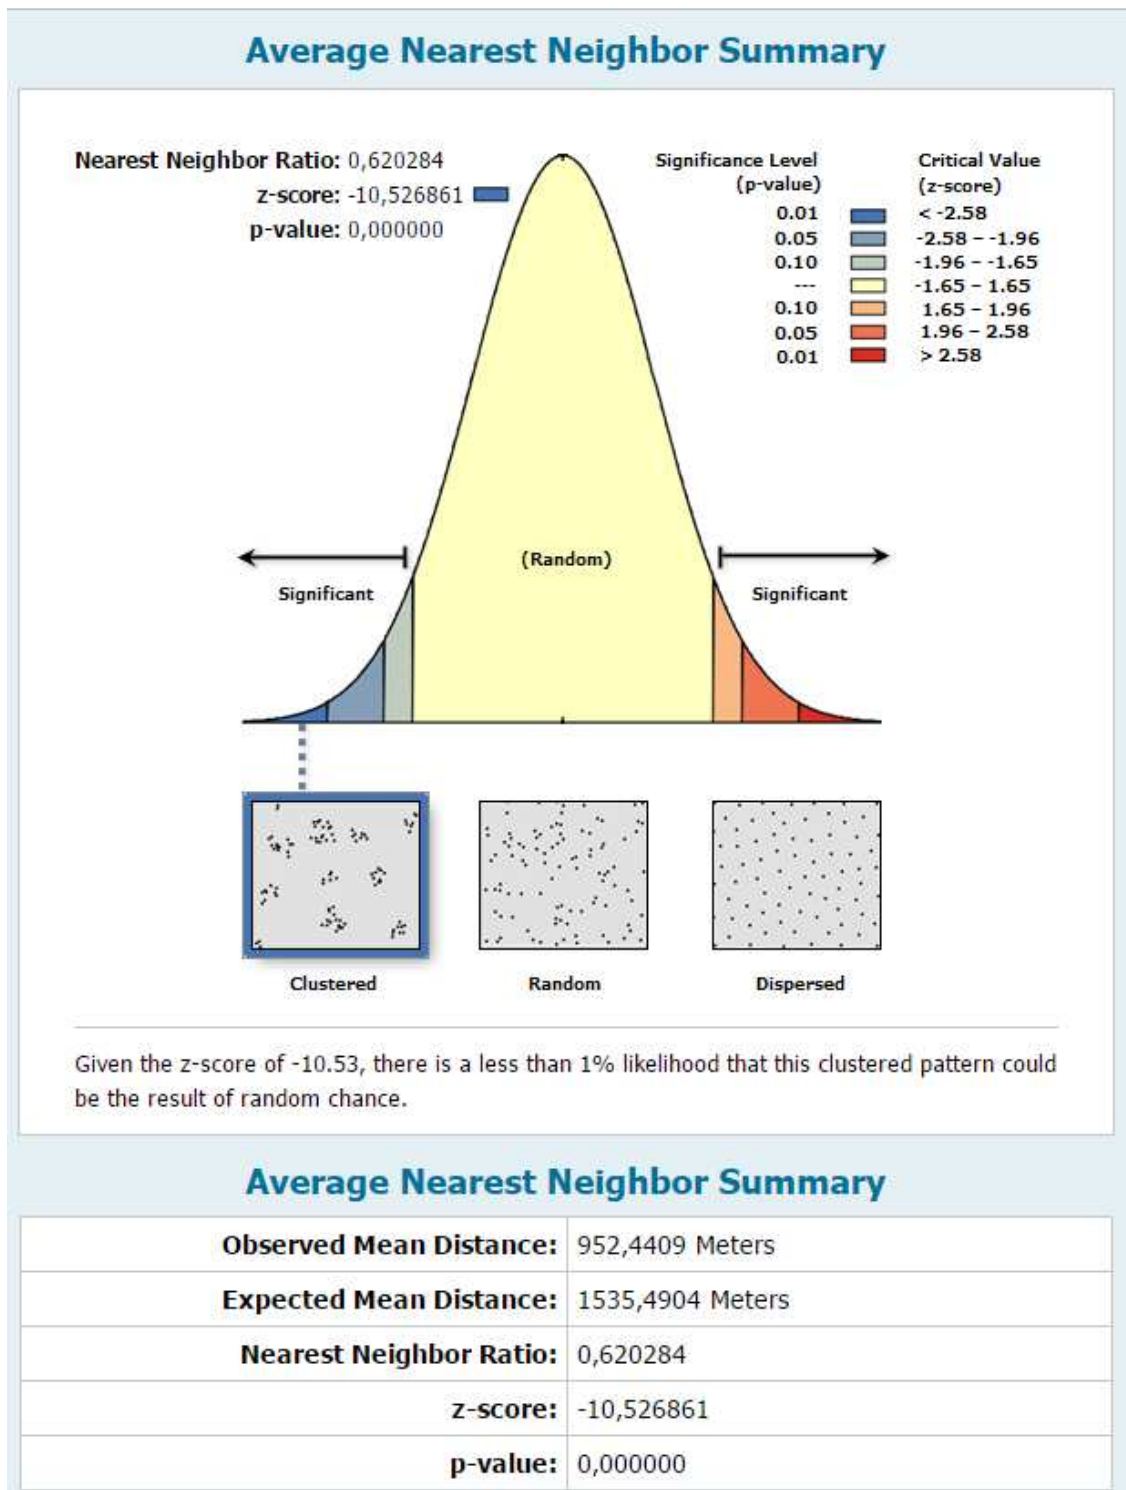 Average Nearest Neighbor Summary
Nearest Neighbor Ratio: 0,620284
z-score: -10,526861
p-value: 0,000000
Significance Level (p-value)
Critical Value (z-score)
0.01 < -2.58
0.05 -2.58 – -1.96
0.10 -1.96 – -1.65
--- -1.65 – 1.65
0.10 1.65 – 1.96
0.05 1.96 – 2.58
0.01 > 2.58
(Random)
Significant
Significant
Clustered
Random
Dispersed
Given the z-score of -10.53, there is a less than 1% likelihood that this clustered pattern could
be the result of random chance.
Average Nearest Neighbor Summary
Observed Mean Distance: 952,4409 Meters
Expected Mean Distance: 1535,4904 Meters
Nearest Neighbor Ratio: 0,620284
z-score: -10,526861
p-value: 0,000000